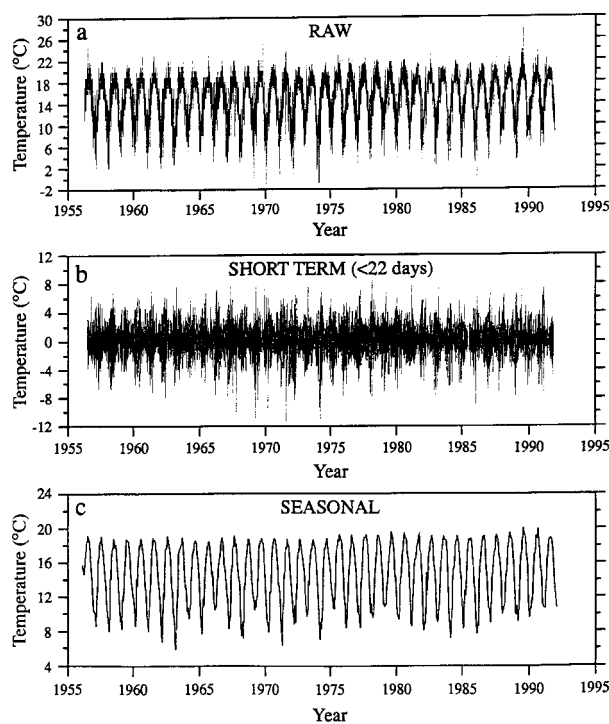 a RAW
Temperature (°C)
30
26
22
18
14
10
6
2
-2
1955 1960 1965 1970 1975 1980 1985 1990 1995
Year
b SHORT TERM (<22 days)
Temperature (°C)
12
8
4
0
-4
-8
-12
1955 1960 1965 1970 1975 1980 1985 1990 1995
Year
c SEASONAL
Temperature (°C)
24
20
16
12
8
4
1955 1960 1965 1970 1975 1980 1985 1990 1995
Year